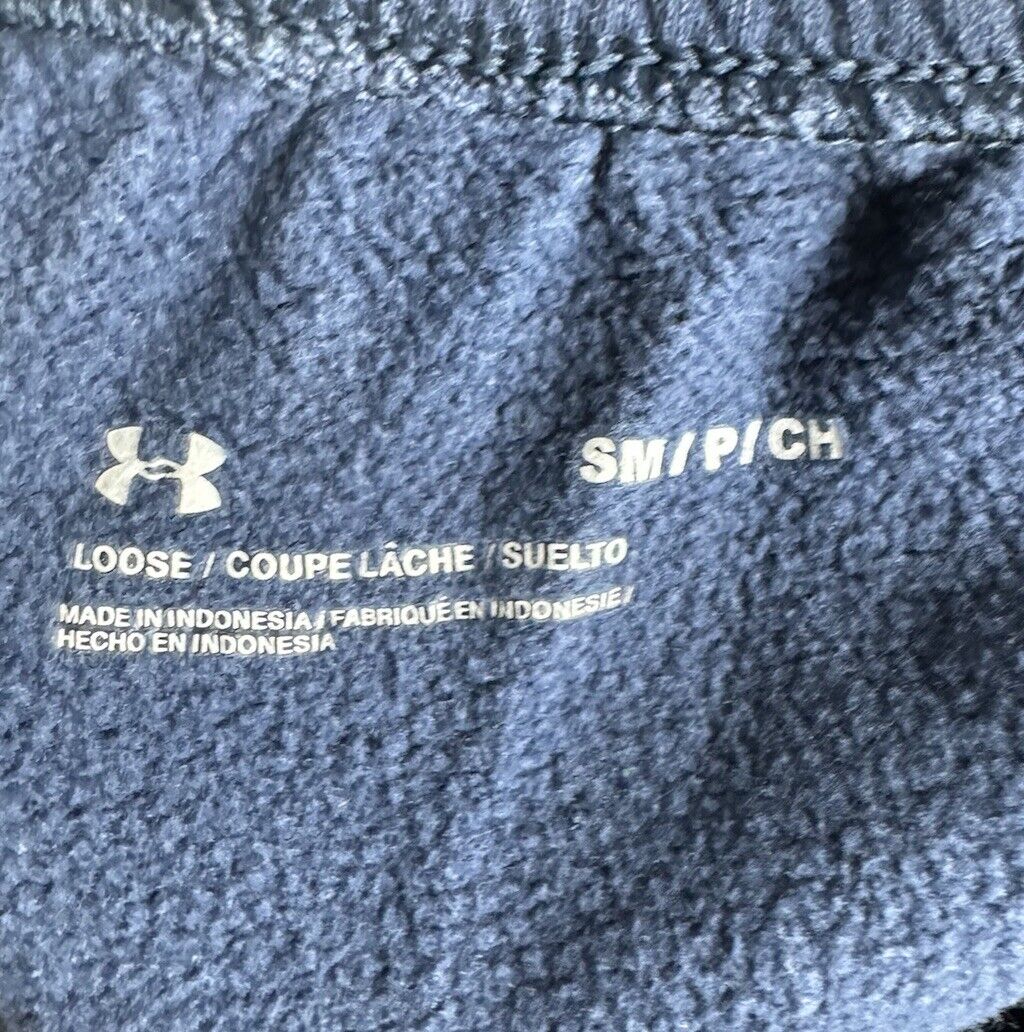 SM/P/CH
LOOSE / COUPE LÂCHE / SUELTO
MADE IN INDONESIA / FABRIQUÉ EN INDONESIE /
HECHO EN INDONESIA